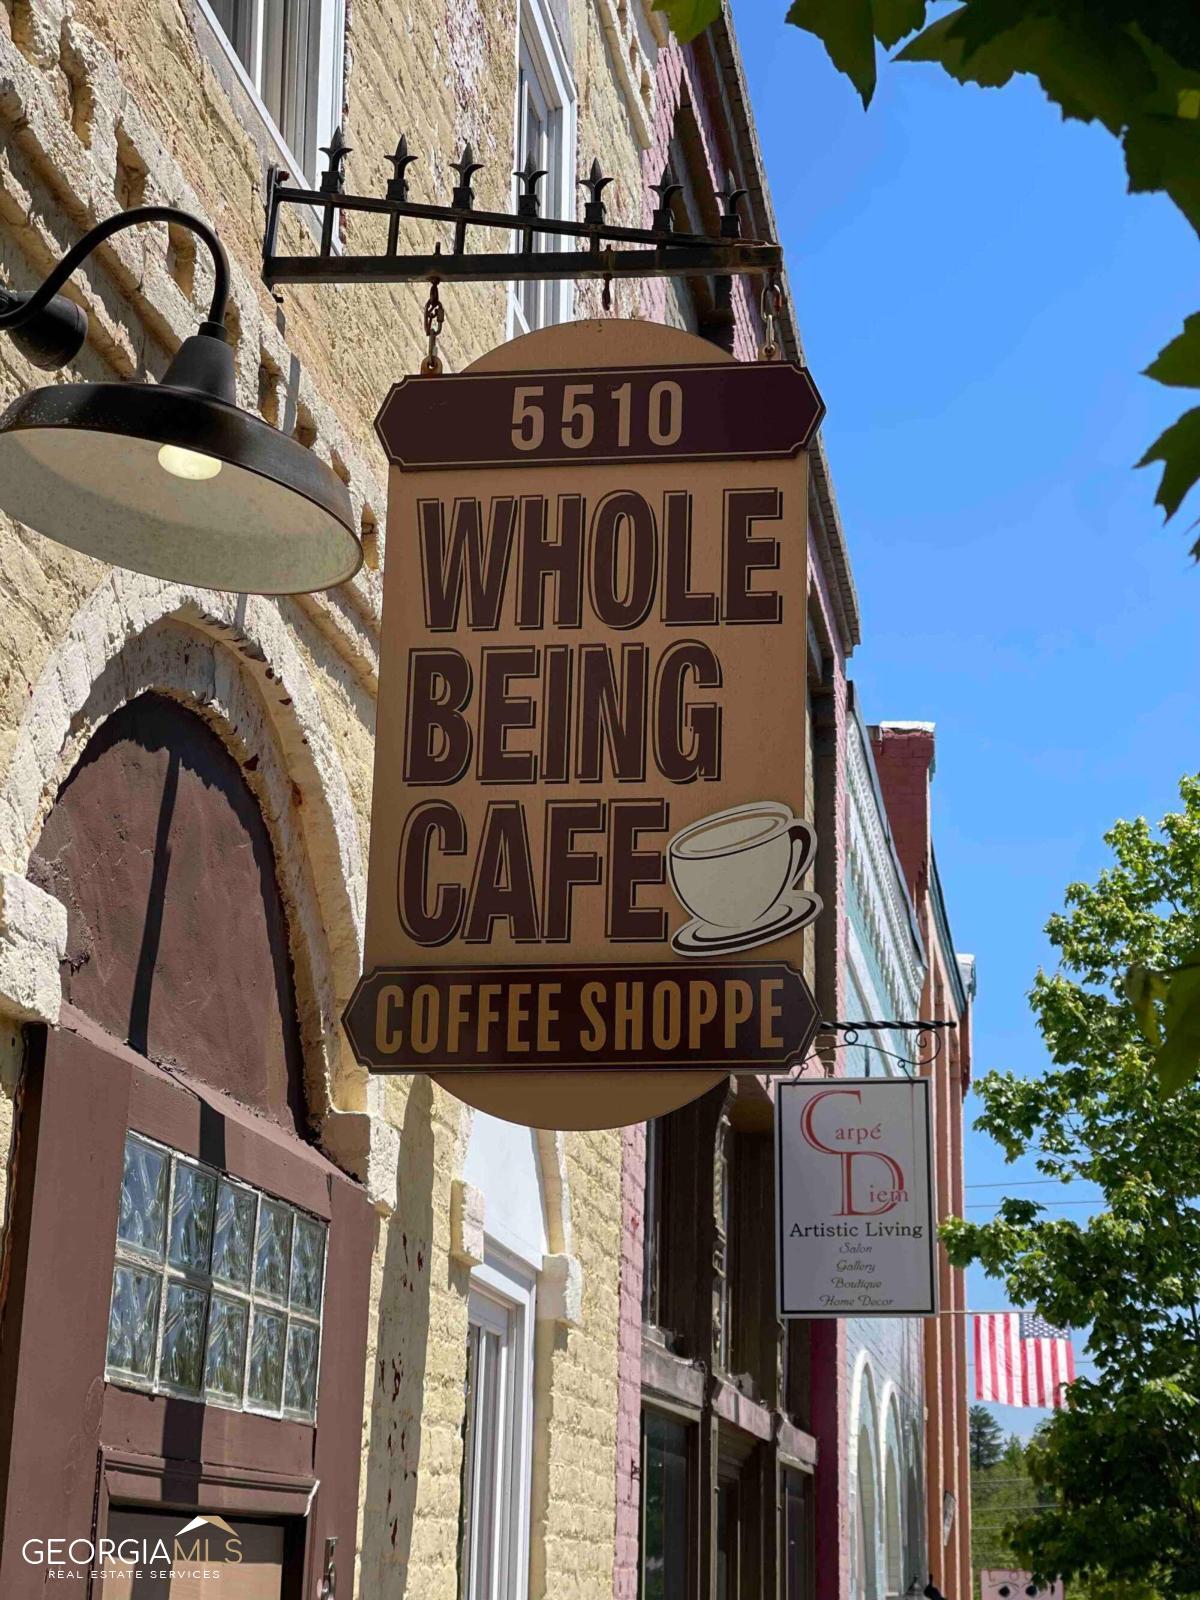 5510
WHOLE
BEING
CAFE
COFFEE SHOPPE
Carpé
Diem
Artistic Living
Salon
Gallery
Boutique
Home Decor
GEORGIAMLS
REAL ESTATE SERVICES